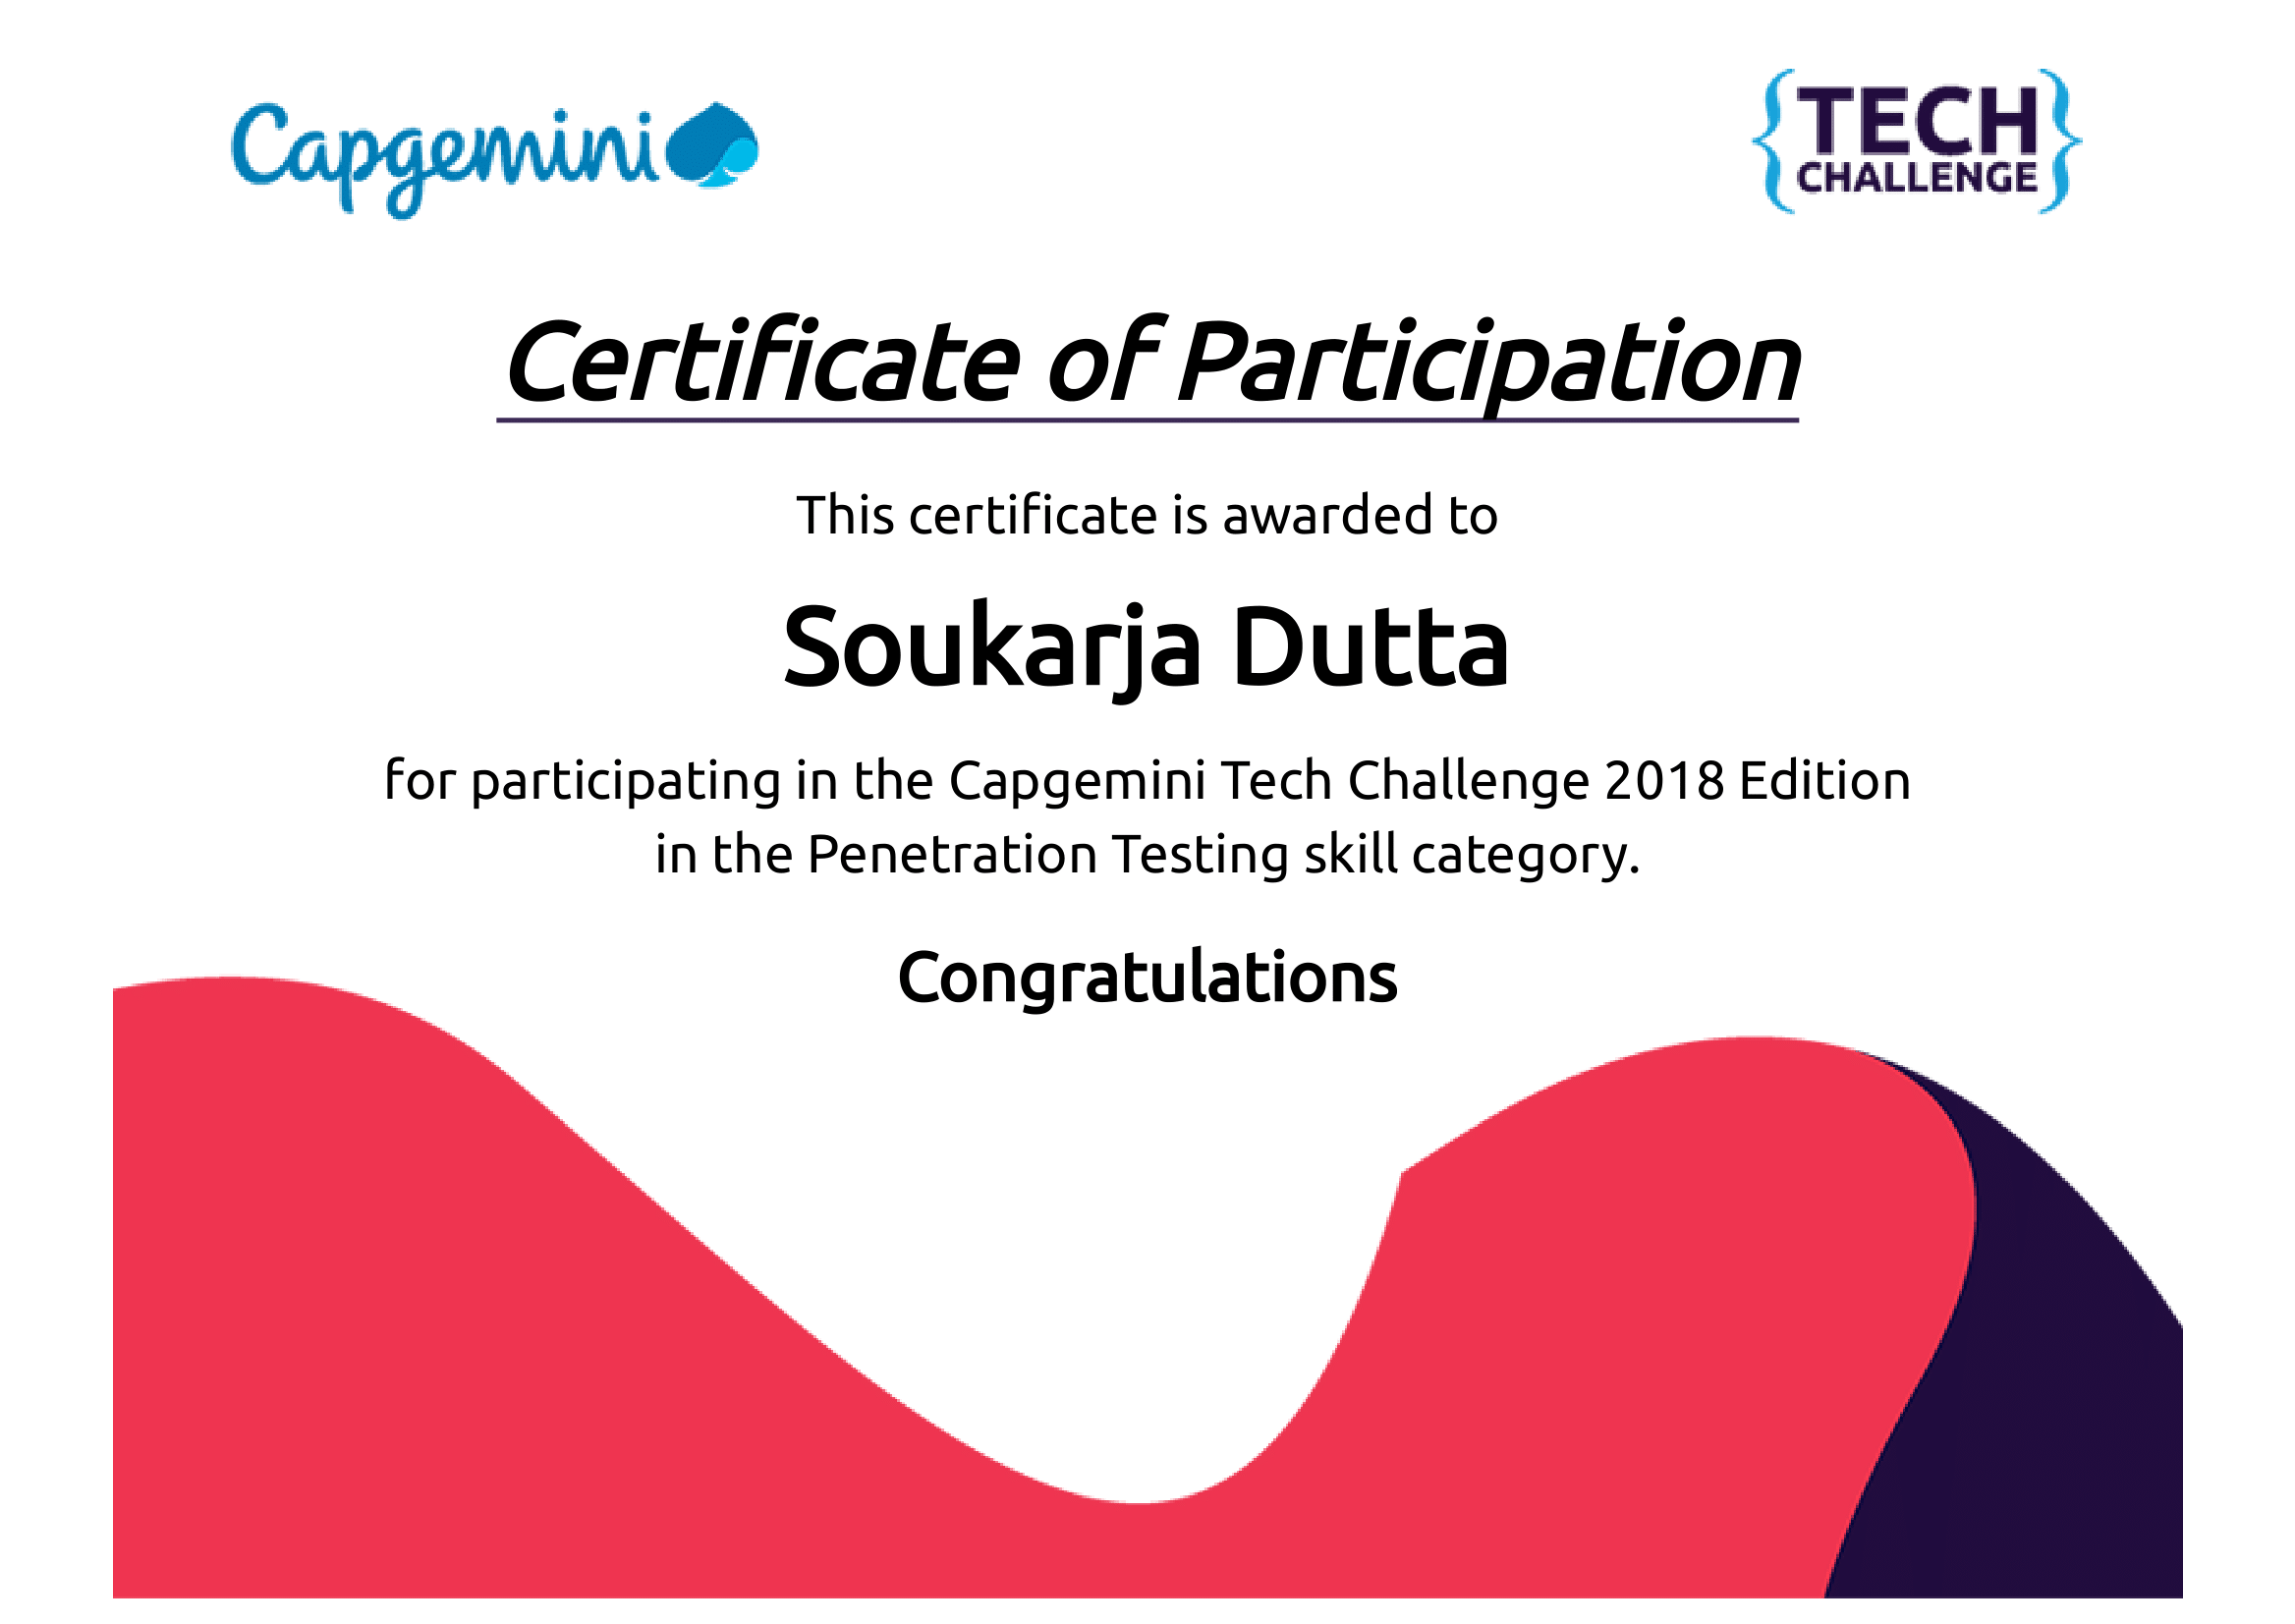 Capgemini
{TECH
CHALLENGE}
Certificate of Participation
This certificate is awarded to
Soukarja Dutta
for participating in the Capgemini Tech Challenge 2018 Edition
in the Penetration Testing skill category.
Congratulations